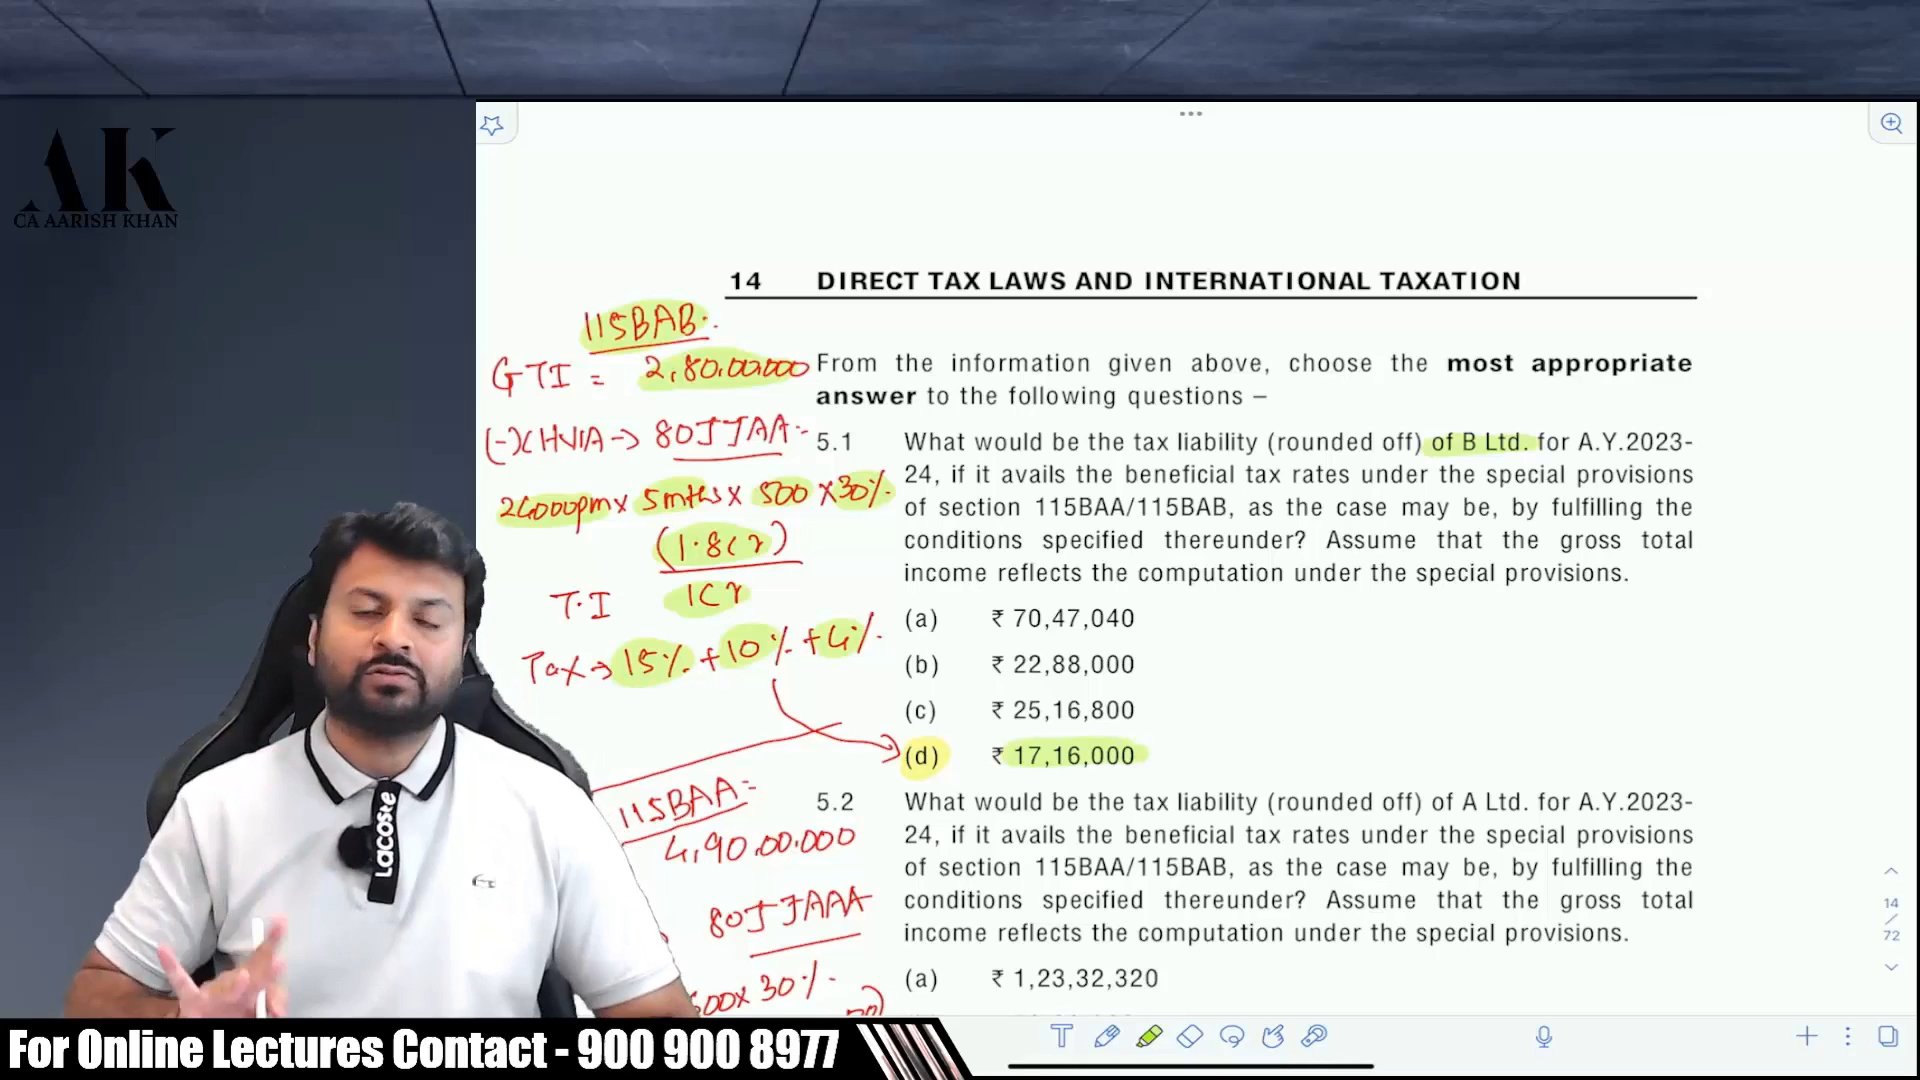 AK
CA AARISH KHAN
14 DIRECT TAX LAWS AND INTERNATIONAL TAXATION
115BAB
GTI = 2,80,00,000
(-) CHVIA → 80JJAA
24000pm x 5mths x 500 x 30%
(1.8Cr)
T.I 1Cr
Tax → 15% + 10% + 4%
115BAA
4,90,00,000
80JJAAA
500x 30%
From the information given above, choose the most appropriate
answer to the following questions –
5.1 What would be the tax liability (rounded off) of B Ltd. for A.Y.2023-
24, if it avails the beneficial tax rates under the special provisions
of section 115BAA/115BAB, as the case may be, by fulfilling the
conditions specified thereunder? Assume that the gross total
income reflects the computation under the special provisions.
(a) ₹ 70,47,040
(b) ₹ 22,88,000
(c) ₹ 25,16,800
(d) ₹ 17,16,000
5.2 What would be the tax liability (rounded off) of A Ltd. for A.Y.2023-
24, if it avails the beneficial tax rates under the special provisions
of section 115BAA/115BAB, as the case may be, by fulfilling the
conditions specified thereunder? Assume that the gross total
income reflects the computation under the special provisions.
(a) ₹ 1,23,32,320
14
/
72
Lacoste
For Online Lectures Contact - 900 900 8977